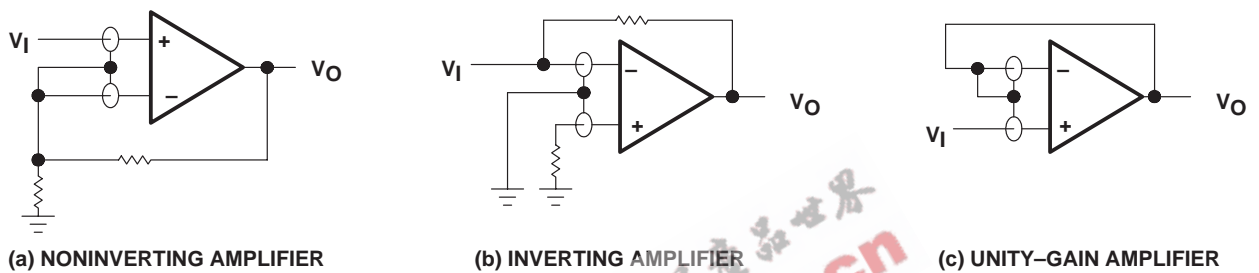 VI
+
−
VO
(a) NONINVERTING AMPLIFIER
VI
−
+
VO
(b) INVERTING AMPLIFIER
−
+
VI
VO
(c) UNITY–GAIN AMPLIFIER